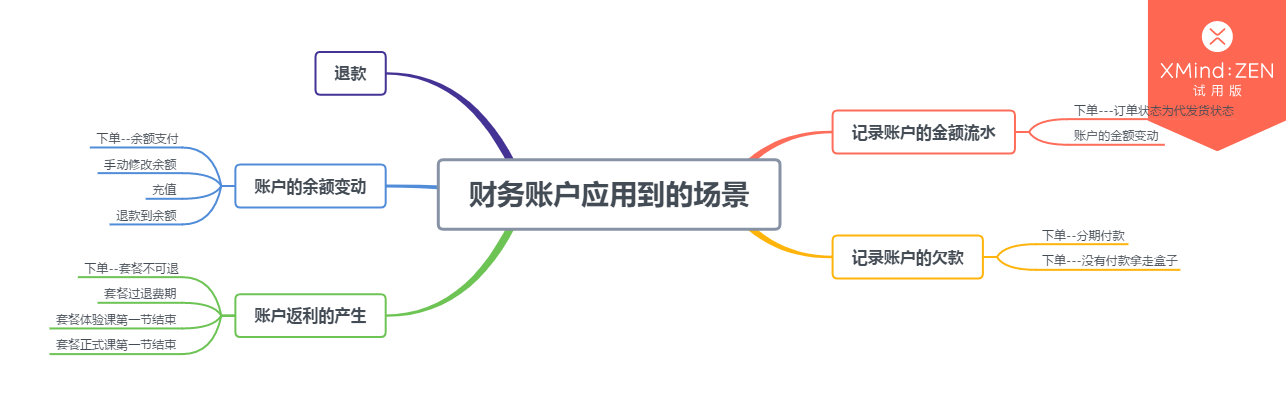 财务账户应用到的场景
记录账户的金额流水
下单---订单状态为代发货状态
账户的金额变动
记录账户的欠款
下单--分期付款
下单---没有付款拿走盒子
退款
账户的余额变动
下单--余额支付
手动修改余额
充值
退款到余额
账户返利的产生
下单--套餐不可退
套餐过退费期
套餐体验课第一节结束
套餐正式课第一节结束
XMind:ZEN
试用版